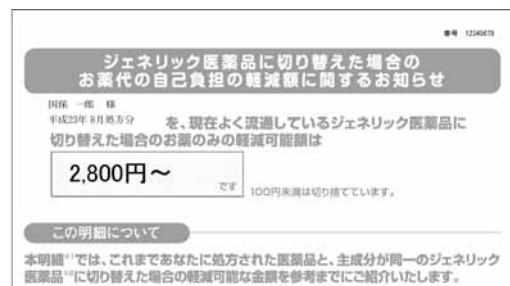 番号 12345678
ジェネリック医薬品に切り替えた場合の
お薬代の自己負担の軽減額に関するお知らせ
国保 一郎 様
平成23年 8月処方分 を、現在よく流通しているジェネリック医薬品に
切り替えた場合のお薬のみの軽減可能額は
2,800円~ です
100円未満は切り捨てています。
この明細について
本明細※1では、これまであなたに処方された医薬品と、主成分が同一のジェネリック
医薬品※2に切り替えた場合の軽減可能な金額を参考までにご紹介いたします。